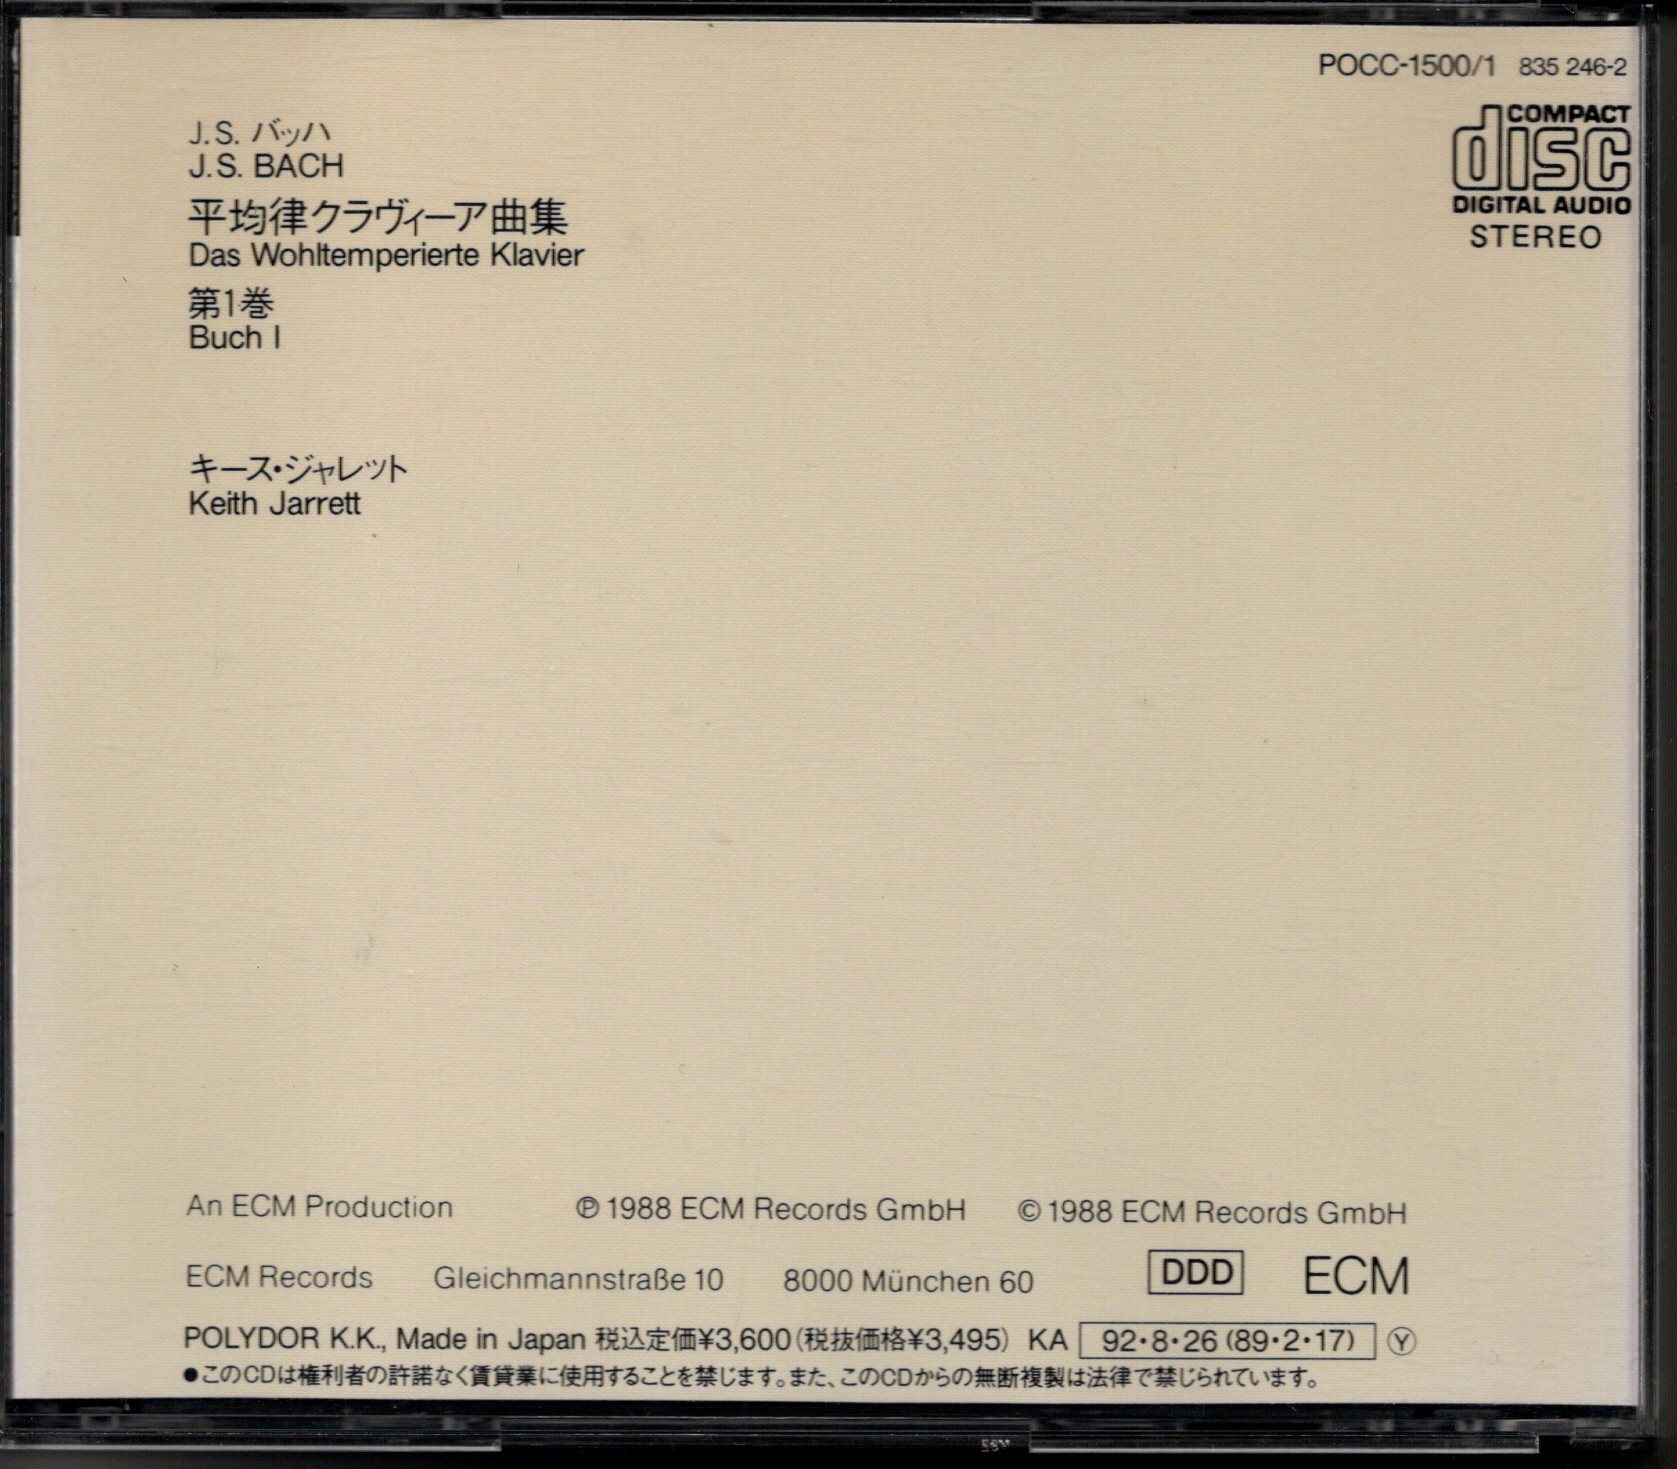 POCC-1500/1 835 246-2
COMPACT
disc
DIGITAL AUDIO
STEREO
J.S. バッハ
J.S. BACH
平均律クラヴィーア曲集
Das Wohltemperierte Klavier
第1巻
Buch I
キース・ジャレット
Keith Jarrett
An ECM Production ℗ 1988 ECM Records GmbH © 1988 ECM Records GmbH
ECM Records Gleichmannstraße 10 8000 München 60 DDD ECM
POLYDOR K.K., Made in Japan 税込定価¥3,600(税抜価格¥3,495) KA 92・8・26 (89・2・17) Ⓨ
●このCDは権利者の許諾なく賃貸業に使用することを禁じます。また、このCDからの無断複製は法律で禁じられています。